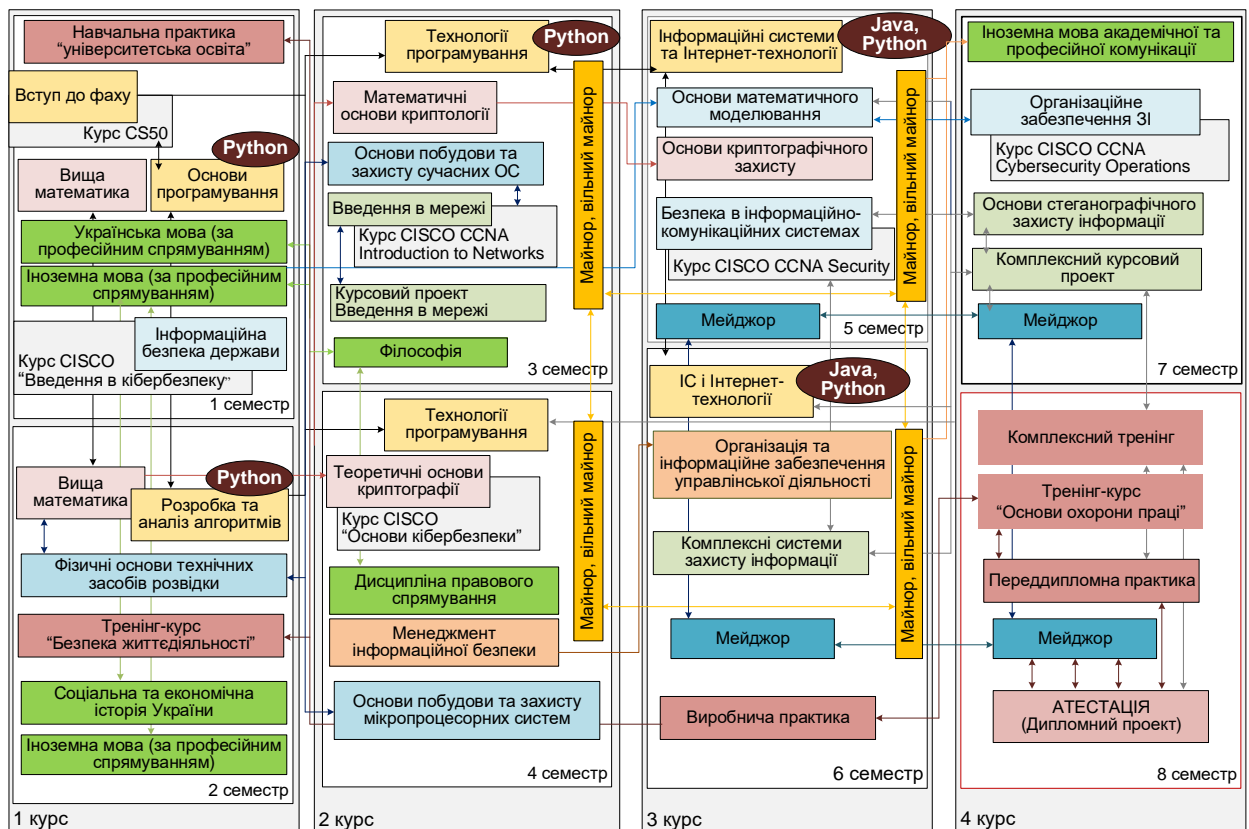 Навчальна практика
“університетська освіта”
Вступ до фаху
Курс CS50
Python
Вища
математика
Основи
програмування
Українська мова (за
професійним спрямуванням)
Іноземна мова (за професійним
спрямуванням)
Інформаційна
безпека держави
Курс CISCO
“Введення в кібербезпеку”
1 семестр
Python
Вища
математика
Розробка та
аналіз алгоритмів
Фізичні основи технічних
засобів розвідки
Тренінг-курс
“Безпека життєдіяльності”
Соціальна та економічна
історія України
Іноземна мова (за професійним
спрямуванням)
2 семестр
1 курс
Технології
програмування
Python
Математичні
основи криптології
Основи побудови та
захисту сучасних ОС
Введення в мережі
Курс CISCO CCNA
Introduction to Networks
Курсовий проект
Введення в мережі
Філософія
Майнор, вільний майнор
3 семестр
Технології
програмування
Теоретичні основи
криптографії
Курс CISCO
“Основи кібербезпеки”
Дисципліна правового
спрямування
Менеджмент
інформаційної безпеки
Основи побудови та захисту
мікропроцесорних систем
Майнор, вільний майнор
4 семестр
2 курс
Інформаційні системи
та Інтернет-технології
Java,
Python
Основи математичного
моделювання
Основи криптографічного
захисту
Безпека в інформаційно-
комунікаційних системах
Курс CISCO CCNA Security
Мейджор
Майнор, вільний майнор
5 семестр
ІС і Інтернет-
технології
Java,
Python
Організація та
інформаційне забезпечення
управлінської діяльності
Комплексні системи
захисту інформації
Мейджор
Виробнича практика
Майнор, вільний майнор
6 семестр
3 курс
Іноземна мова академічної та
професійної комунікації
Організаційне
забезпечення ЗІ
Курс CISCO CCNA
Cybersecurity Operations
Основи стеганографічного
захисту інформації
Комплексний курсовий
проект
Мейджор
7 семестр
Комплексний тренінг
Тренінг-курс
“Основи охорони праці”
Переддипломна практика
Мейджор
АТЕСТАЦІЯ
(Дипломний проект)
8 семестр
4 курс